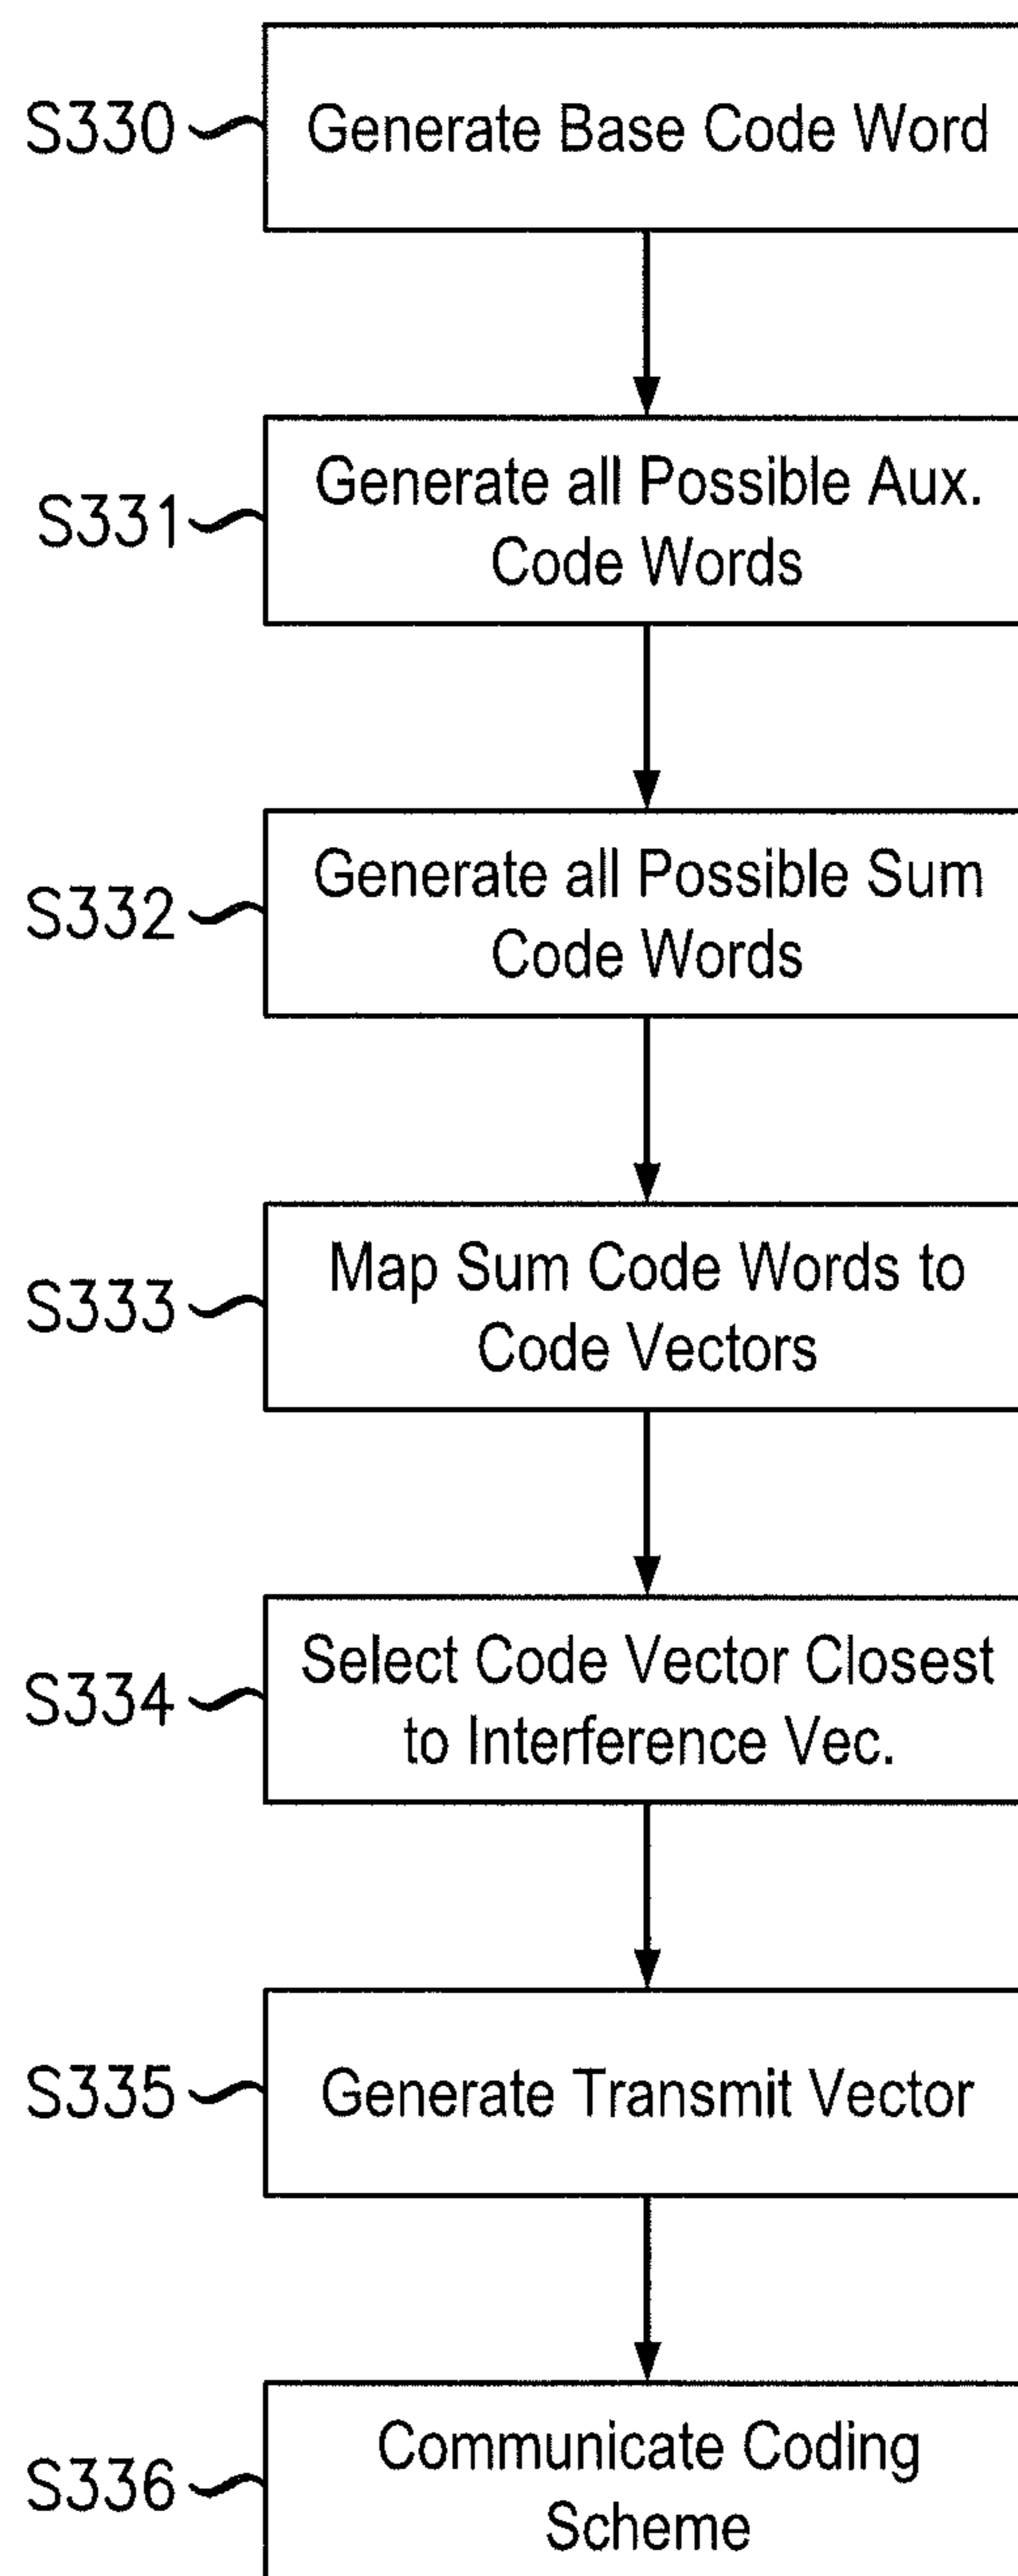 S330
Generate Base Code Word
S331
Generate all Possible Aux.
Code Words
S332
Generate all Possible Sum
Code Words
S333
Map Sum Code Words to
Code Vectors
S334
Select Code Vector Closest
to Interference Vec.
S335
Generate Transmit Vector
S336
Communicate Coding
Scheme